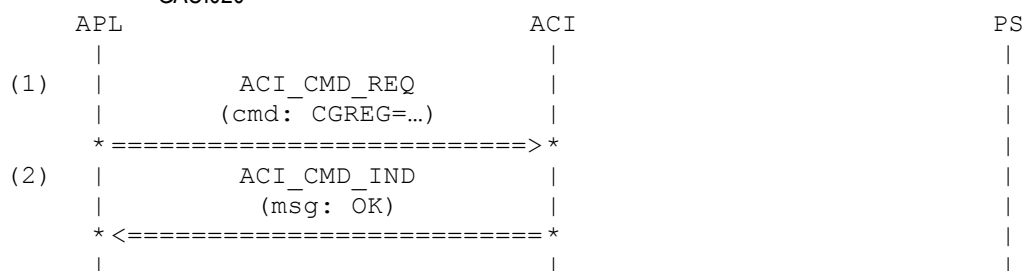 APL ACI PS
(1) ACI_CMD_REQ
(cmd: CGREG=…)
(2) ACI_CMD_IND
(msg: OK)